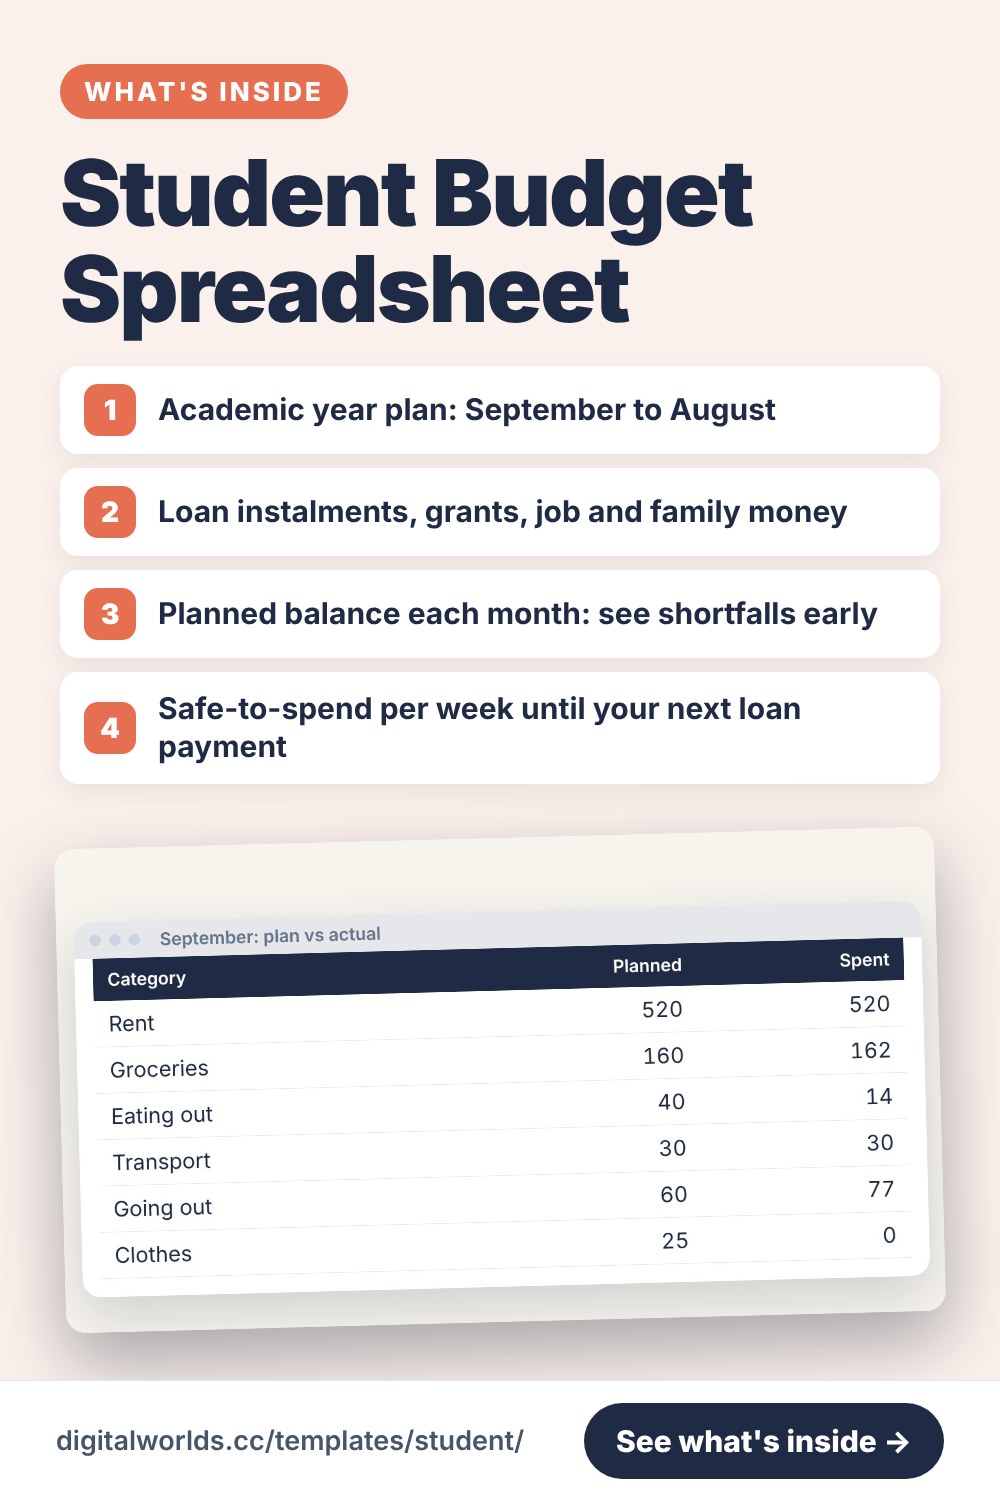 WHAT'S INSIDE
Student Budget
Spreadsheet
1 Academic year plan: September to August
2 Loan instalments, grants, job and family money
3 Planned balance each month: see shortfalls early
4 Safe-to-spend per week until your next loan
payment
September: plan vs actual
Category Planned Spent
Rent 520 520
Groceries 160 162
Eating out 40 14
Transport 30 30
Going out 60 77
Clothes 25 0
digitalworlds.cc/templates/student/
See what's inside →